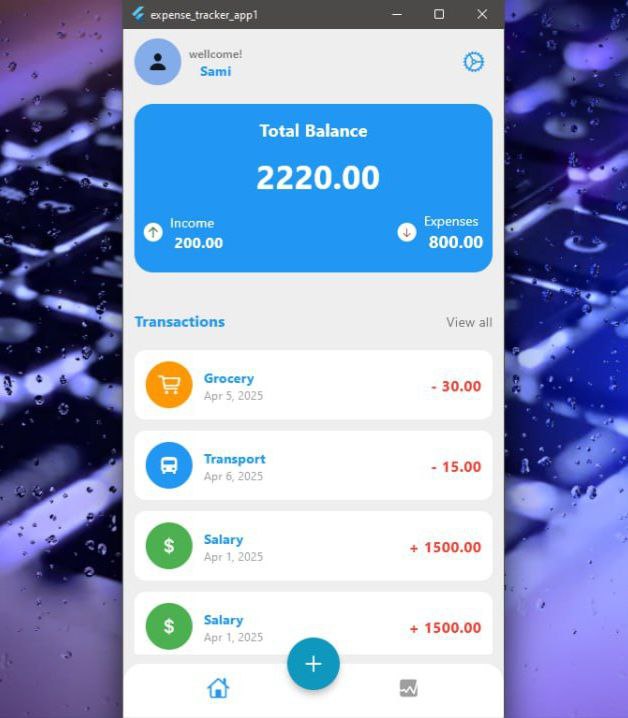 expense_tracker_app1
wellcome!
Sami
Total Balance
2220.00
Income
200.00
Expenses
800.00
Transactions
View all
Grocery
Apr 5, 2025
- 30.00
Transport
Apr 6, 2025
- 15.00
$
Salary
Apr 1, 2025
+ 1500.00
$
Salary
Apr 1, 2025
+ 1500.00